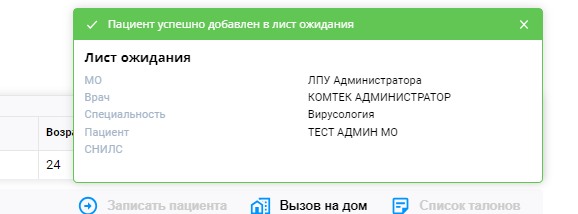 Пациент успешно добавлен в лист ожидания
Лист ожидания
МО ЛПУ Администратора
Врач КОМТЕК АДМИНИСТРАТОР
Специальность Вирусология
Пациент ТЕСТ АДМИН МО
СНИЛС
24
Записать пациента Вызов на дом Список талонов